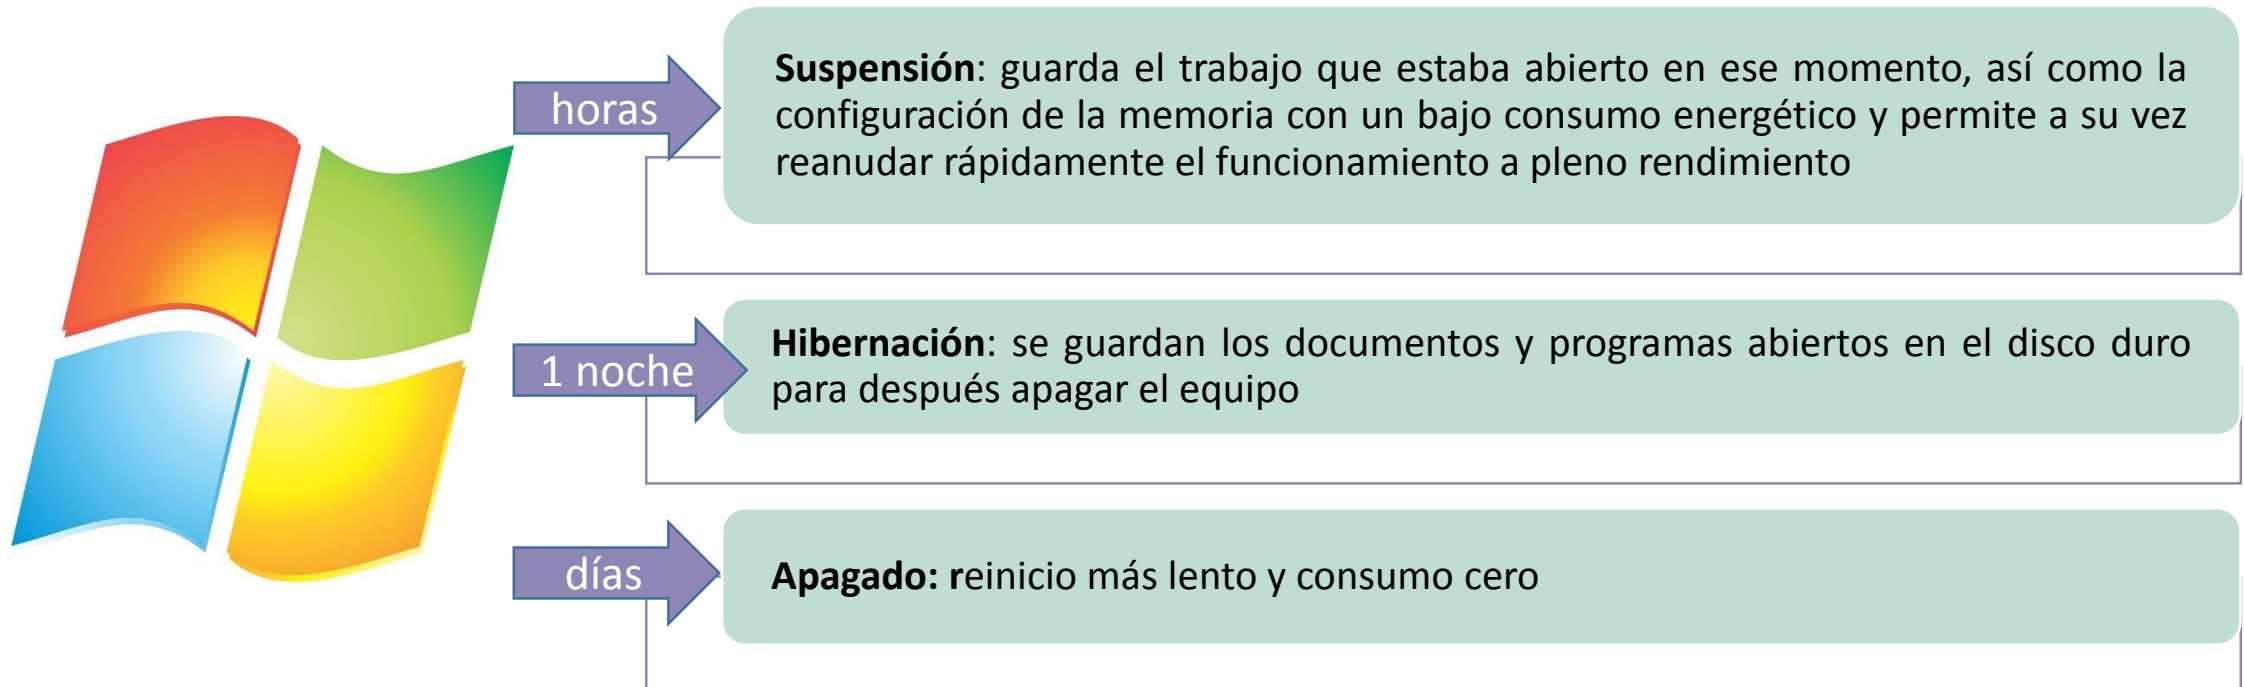 horas
Suspensión: guarda el trabajo que estaba abierto en ese momento, así como la
configuración de la memoria con un bajo consumo energético y permite a su vez
reanudar rápidamente el funcionamiento a pleno rendimiento
1 noche
Hibernación: se guardan los documentos y programas abiertos en el disco duro
para después apagar el equipo
días
Apagado: reinicio más lento y consumo cero